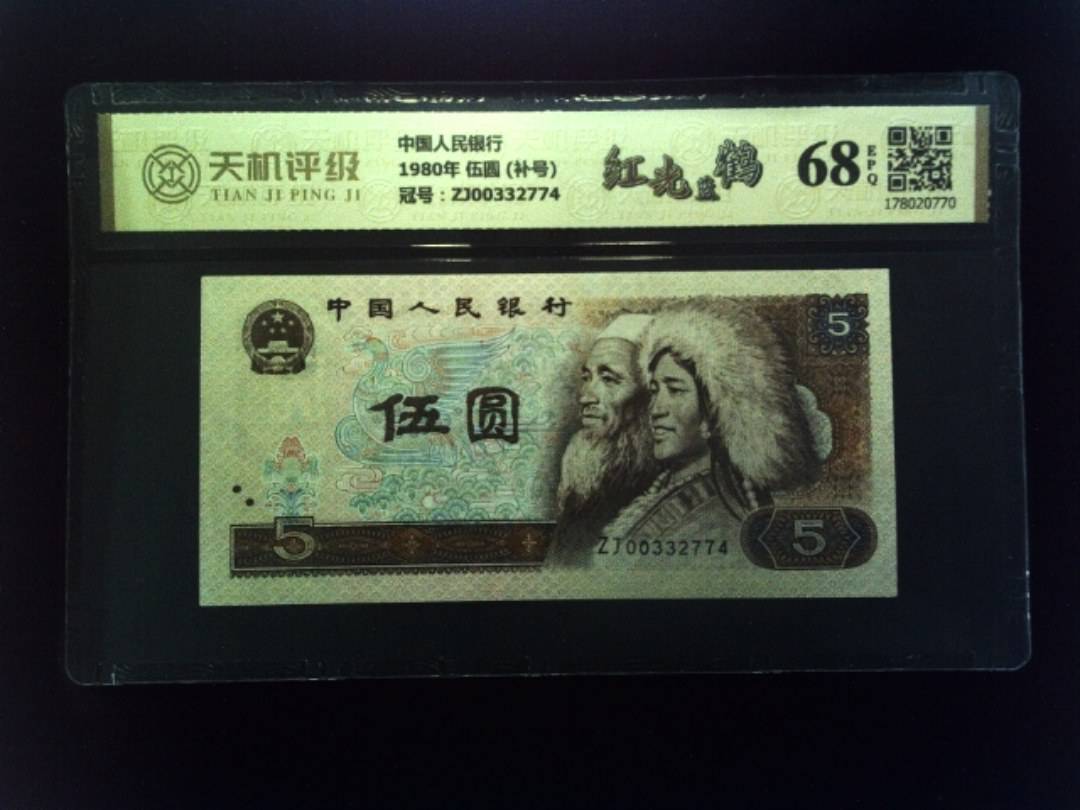 天机评级
TIAN JI PING JI
中国人民银行
1980年 伍圆 (补号)
冠号：ZJ00332774
红光蓝鹤
68
EPQ
178020770
中国人民银行
5
伍圆
5
ZJ00332774
5